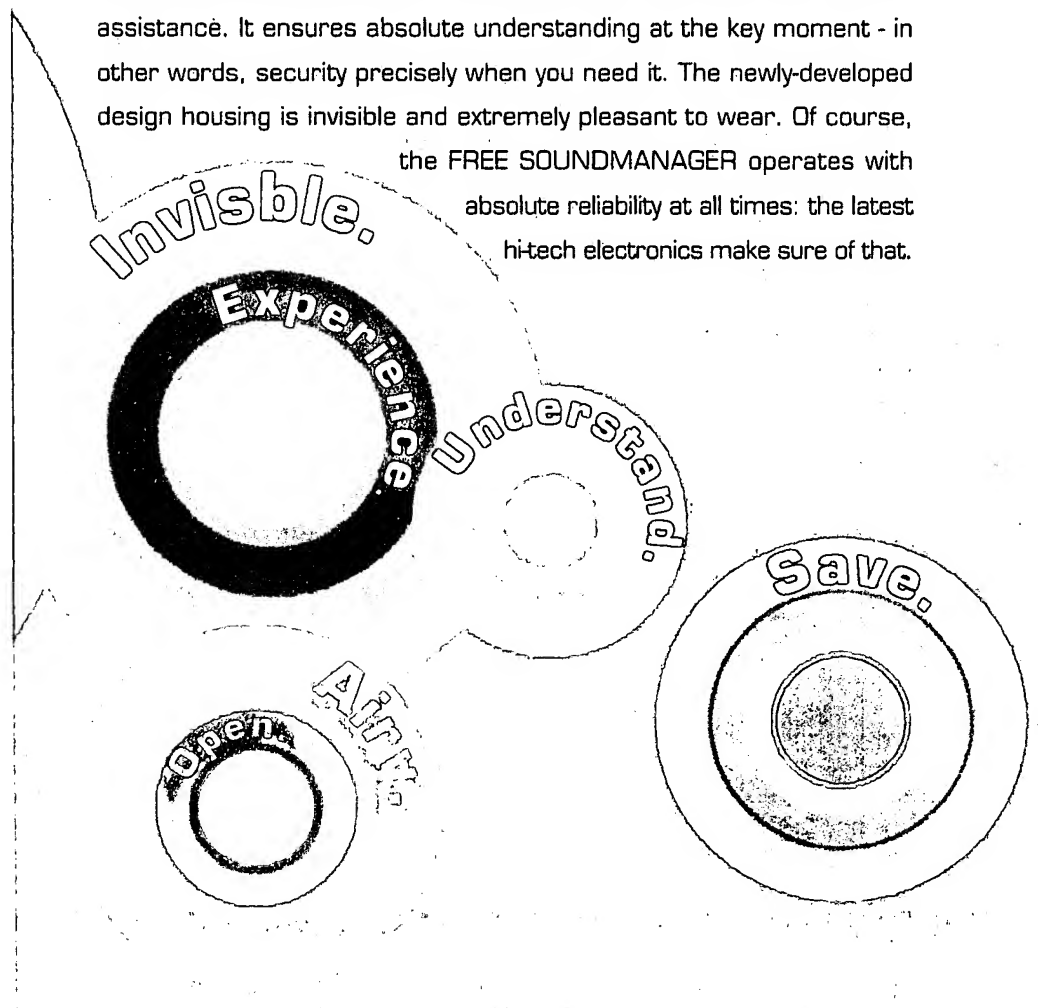 assistance. It ensures absolute understanding at the key moment - in
other words, security precisely when you need it. The newly-developed
design housing is invisible and extremely pleasant to wear. Of course,
the FREE SOUNDMANAGER operates with
absolute reliability at all times: the latest
hi-tech electronics make sure of that.
Invisble.
Experience.
Understand.
Save.
Airy.
Open.